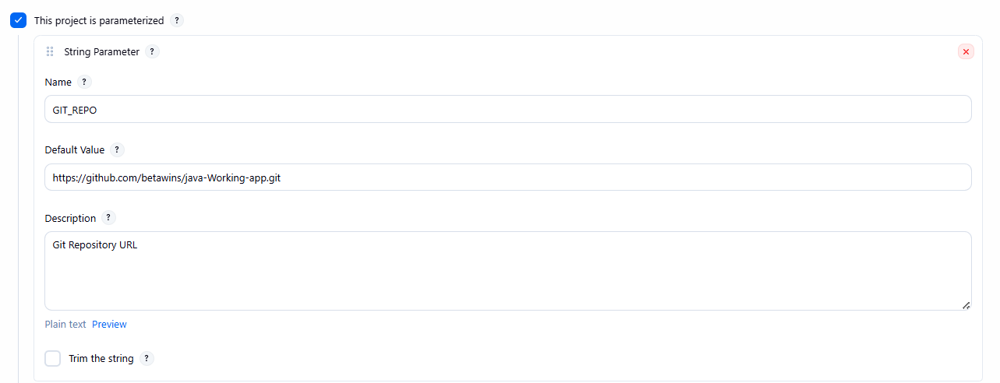 This project is parameterized ?
String Parameter ?
Name ?
GIT_REPO
Default Value ?
https://github.com/betawins/java-Working-app.git
Description ?
Git Repository URL
Plain text Preview
Trim the string ?